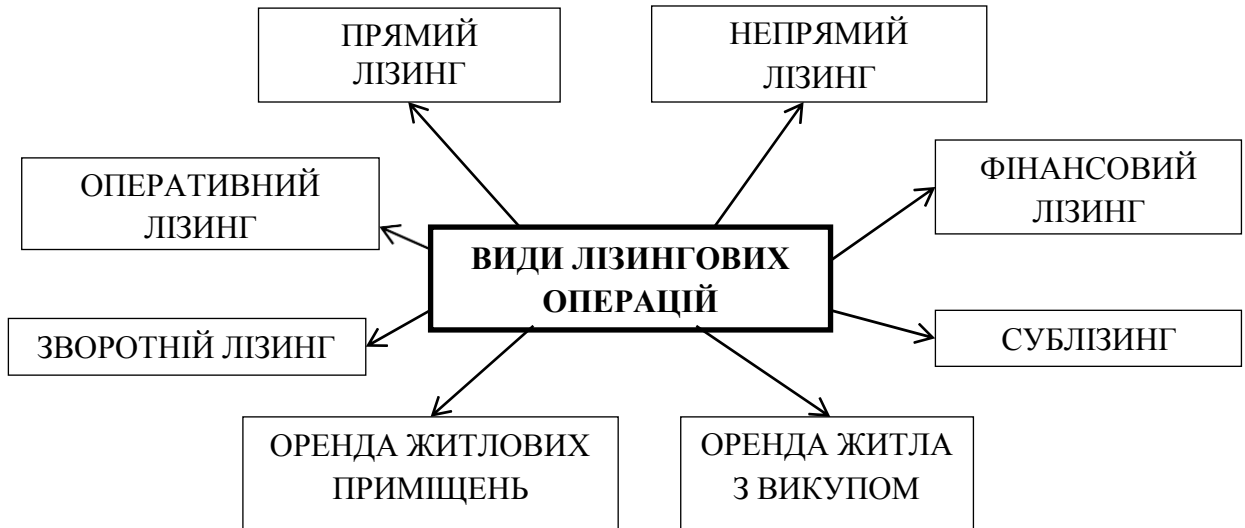 ПРЯМИЙ
ЛІЗИНГ
НЕПРЯМИЙ
ЛІЗИНГ
ОПЕРАТИВНИЙ
ЛІЗИНГ
ФІНАНСОВИЙ
ЛІЗИНГ
ВИДИ ЛІЗИНГОВИХ
ОПЕРАЦІЙ
ЗВОРОТНІЙ ЛІЗИНГ
СУБЛІЗИНГ
ОРЕНДА ЖИТЛОВИХ
ПРИМІЩЕНЬ
ОРЕНДА ЖИТЛА
З ВИКУПОМ